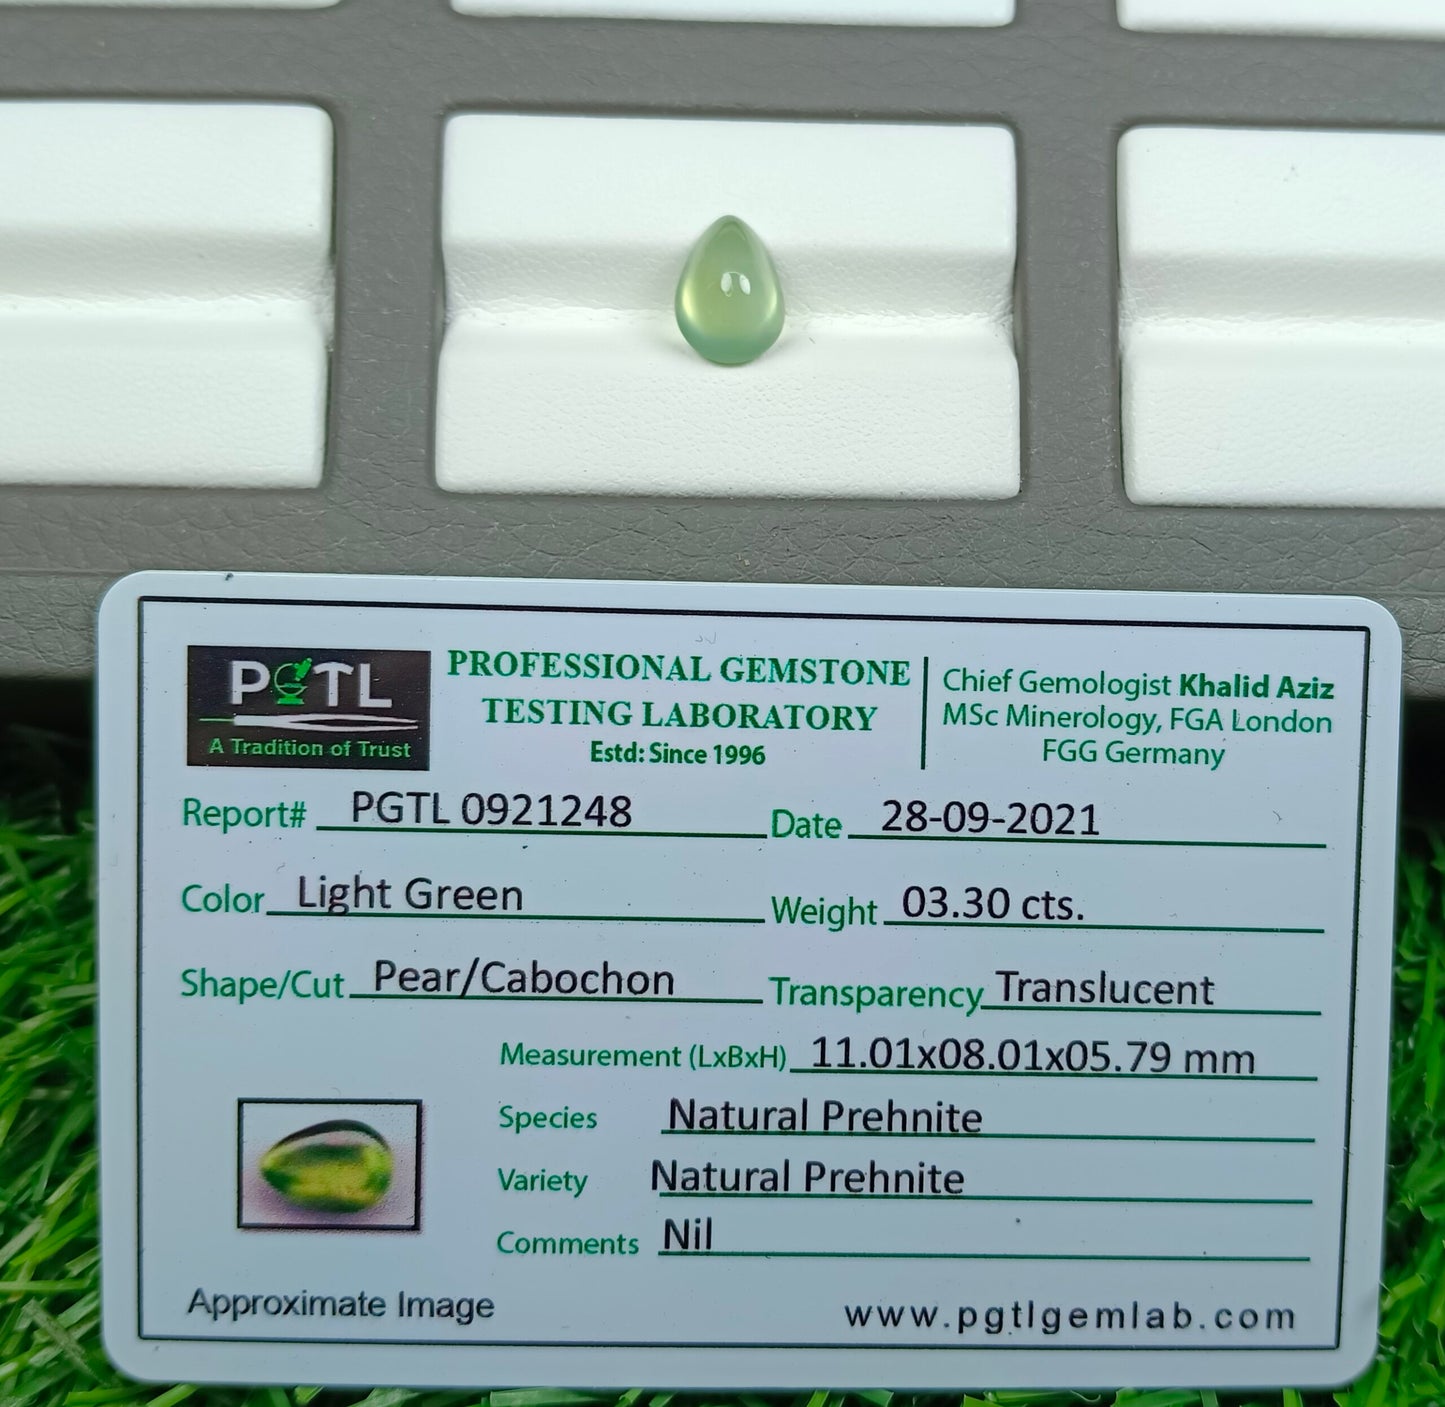 PGTL
A Tradition of Trust
PROFESSIONAL GEMSTONE
TESTING LABORATORY
Estd: Since 1996
Chief Gemologist Khalid Aziz
MSc Minerology, FGA London
FGG Germany
Report# PGTL 0921248 Date 28-09-2021
Color Light Green Weight 03.30 cts.
Shape/Cut Pear/Cabochon Transparency Translucent
Measurement (LxBxH) 11.01x08.01x05.79 mm
Species Natural Prehnite
Variety Natural Prehnite
Comments Nil
Approximate Image
www.pgtlgemlab.com